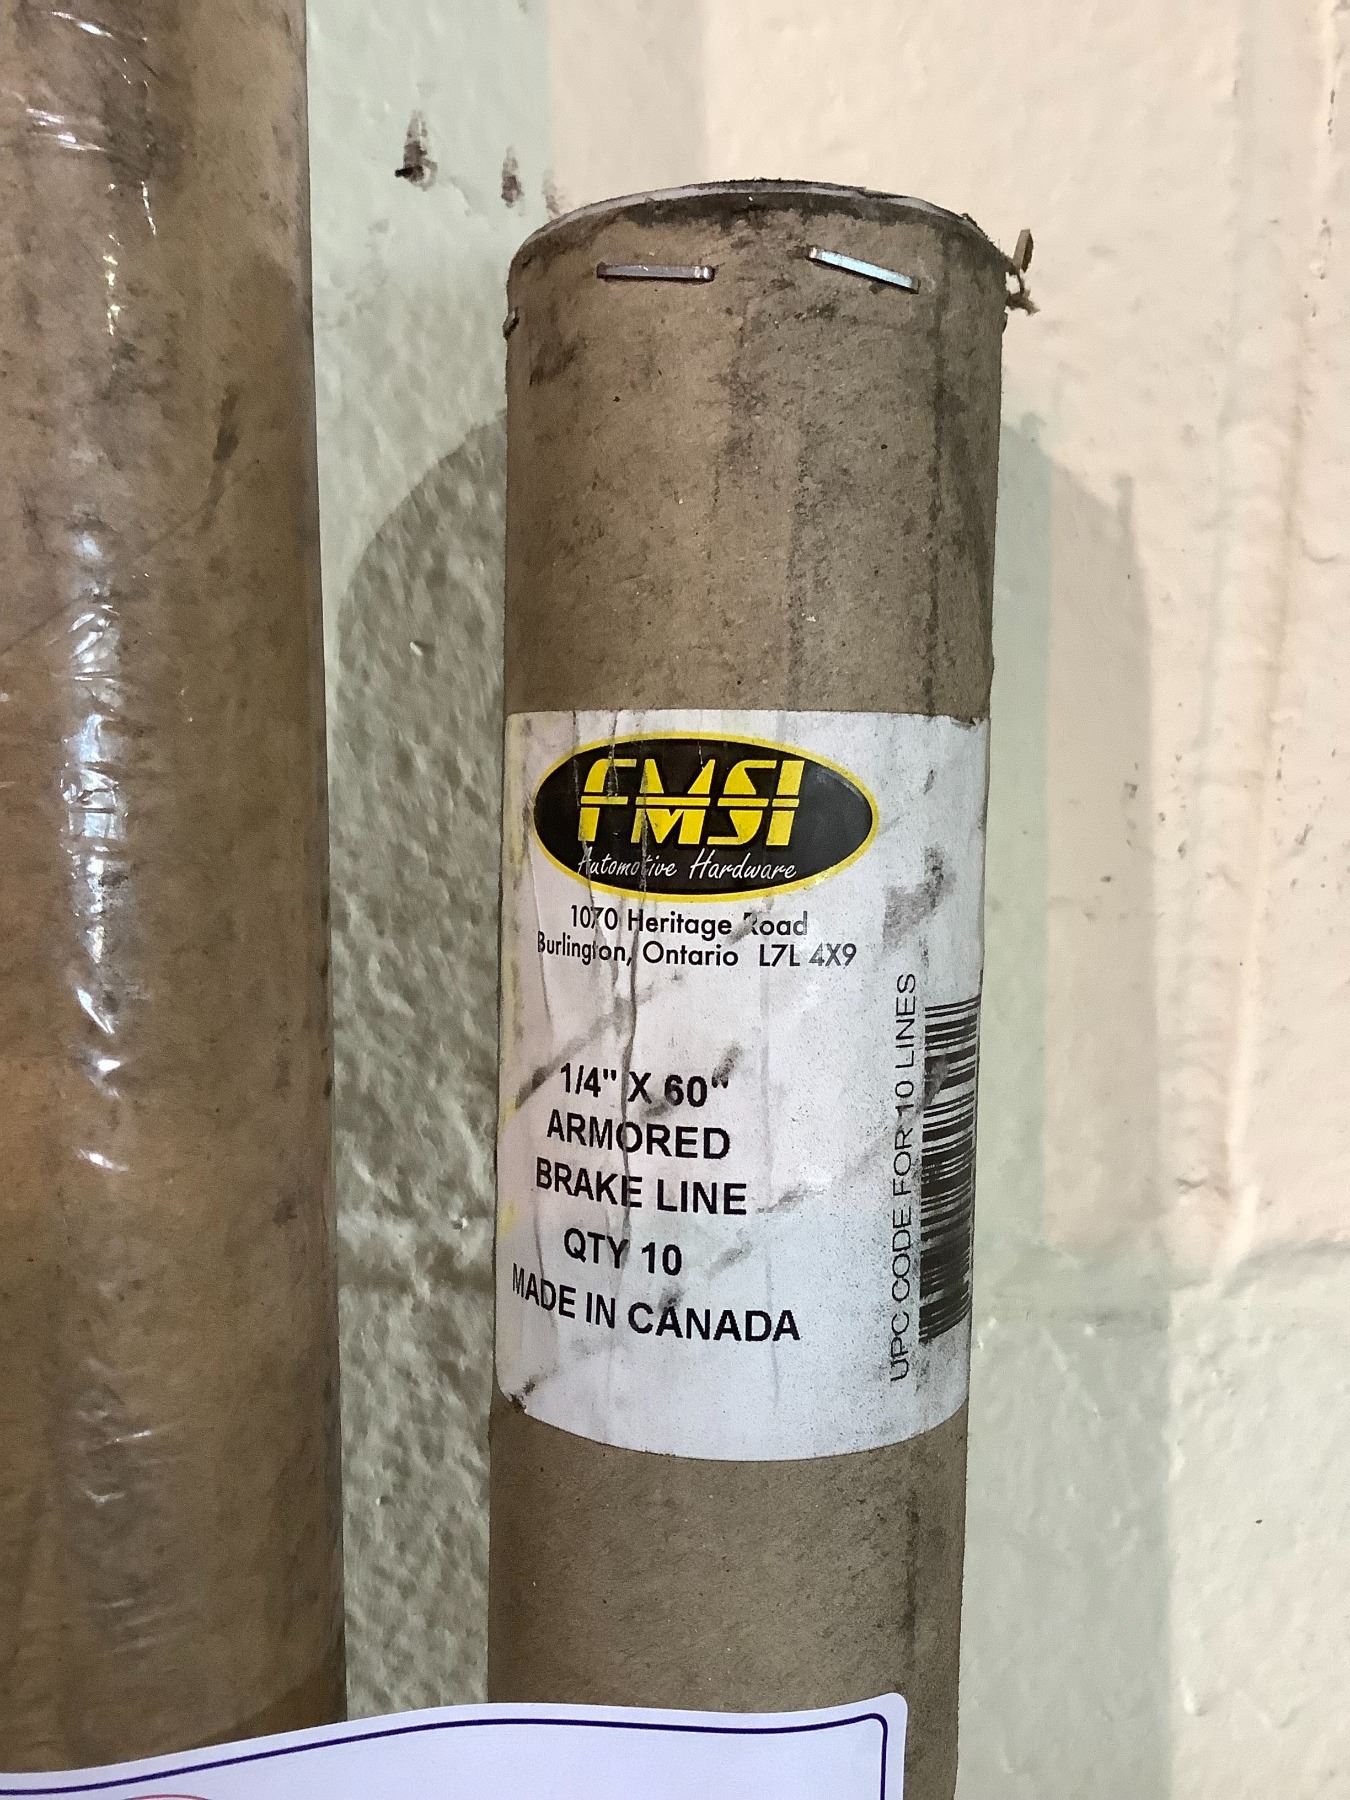 FMSI
Automotive Hardware
1070 Heritage Road
Burlington, Ontario L7L 4X9
1/4" X 60"
ARMORED
BRAKE LINE
QTY 10
MADE IN CANADA
UPC CODE FOR 10 LINES